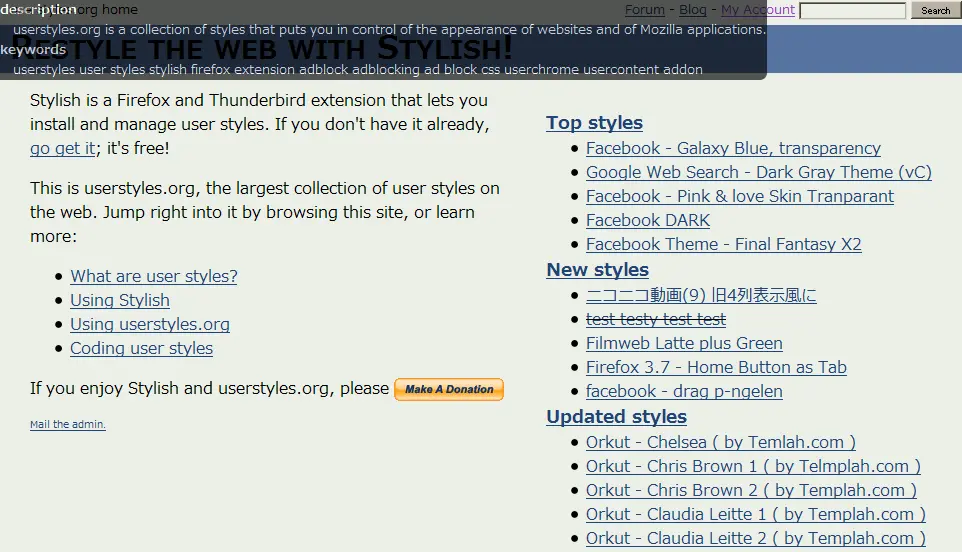 description
userstyles.org home
Forum - Blog - My Account
Search
userstyles.org is a collection of styles that puts you in control of the appearance of websites and of Mozilla applications.
RESTYLE THE WEB WITH STYLISH!
keywords
userstyles user styles stylish firefox extension adblock adblocking ad block css userchrome usercontent addon
Stylish is a Firefox and Thunderbird extension that lets you
install and manage user styles. If you don't have it already,
go get it; it's free!
This is userstyles.org, the largest collection of user styles on
the web. Jump right into it by browsing this site, or learn
more:
What are user styles?
Using Stylish
Using userstyles.org
Coding user styles
If you enjoy Stylish and userstyles.org, please Make A Donation
Mail the admin.
Top styles
Facebook - Galaxy Blue, transparency
Google Web Search - Dark Gray Theme (vC)
Facebook - Pink & love Skin Tranparant
Facebook DARK
Facebook Theme - Final Fantasy X2
New styles
ニコニコ動画(9) 旧4列表示風に
test testy test test
Filmweb Latte plus Green
Firefox 3.7 - Home Button as Tab
facebook - drag p-ngelen
Updated styles
Orkut - Chelsea ( by Temlah.com )
Orkut - Chris Brown 1 ( by Telmplah.com )
Orkut - Chris Brown 2 ( by Templah.com )
Orkut - Claudia Leitte 1 ( by Templah.com )
Orkut - Claudia Leitte 2 ( by Templah.com )